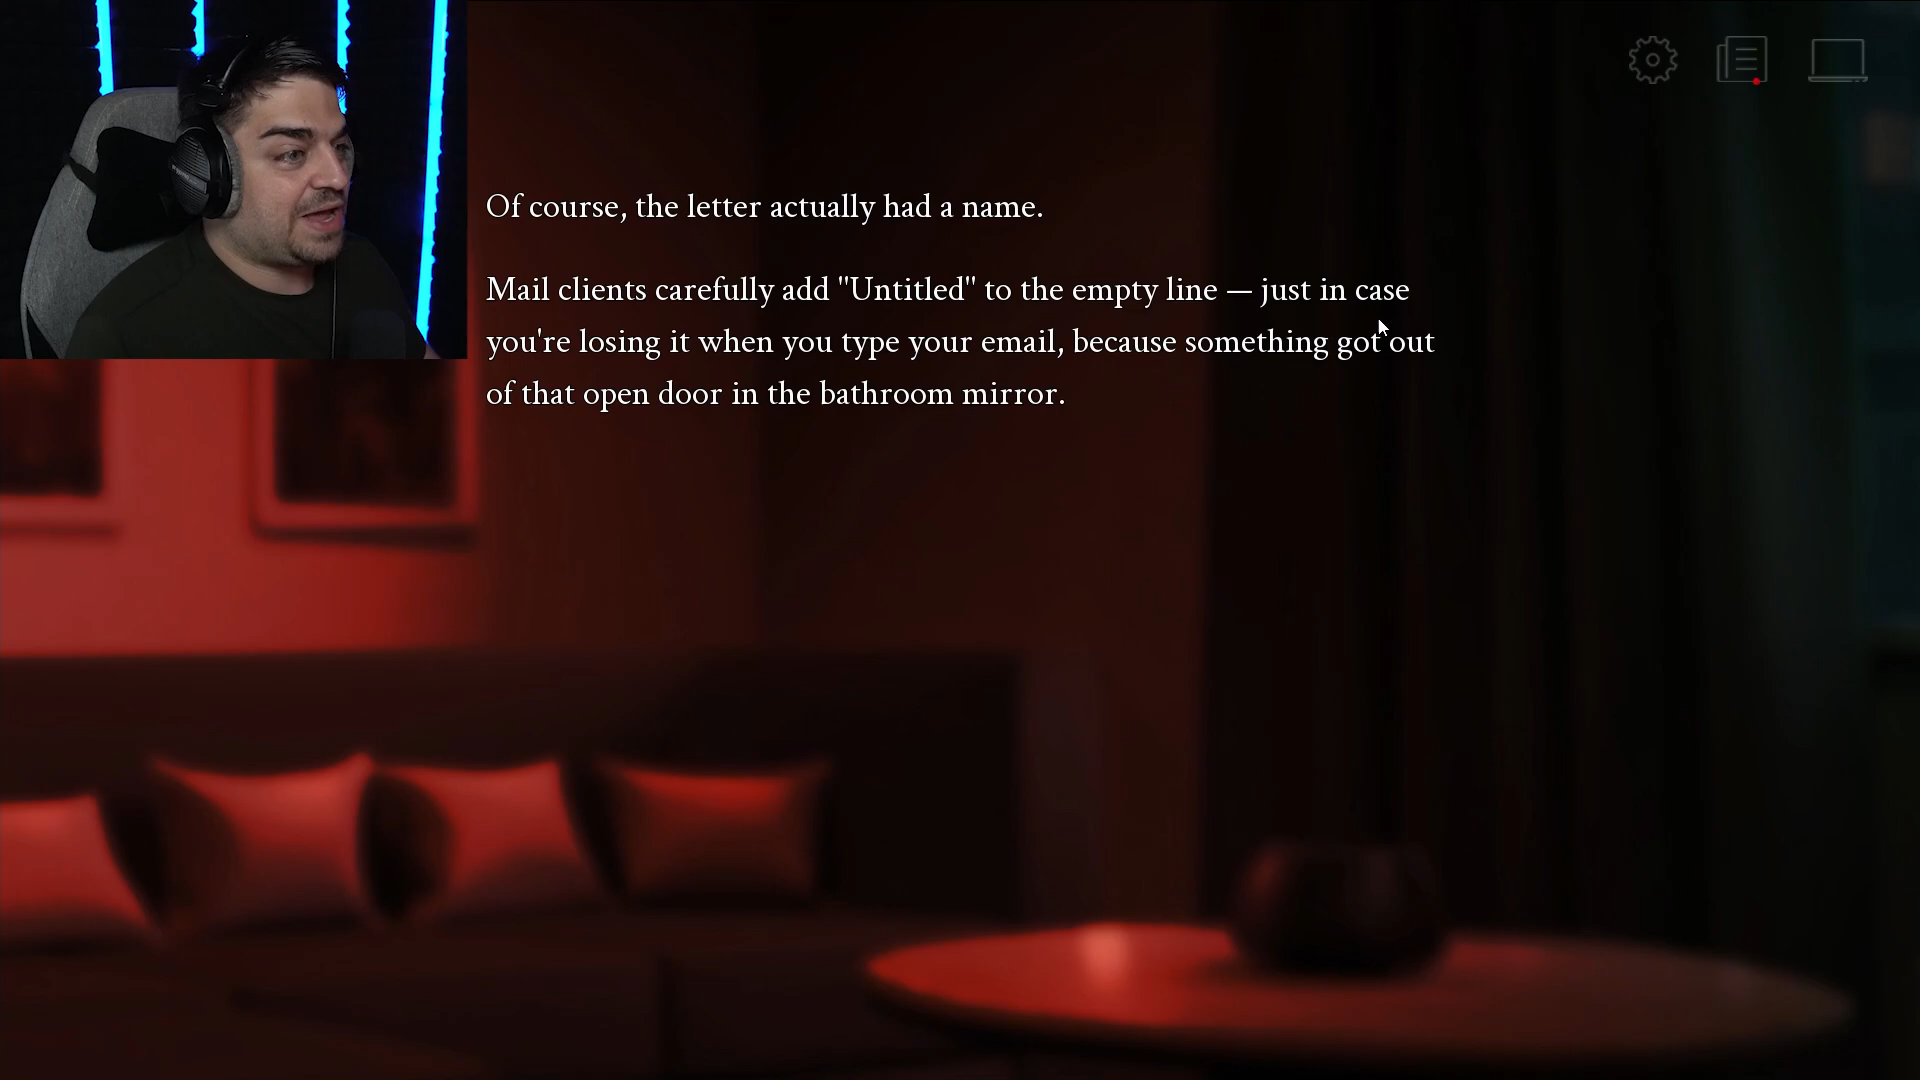 Of course, the letter actually had a name.
Mail clients carefully add "Untitled" to the empty line — just in case
you're losing it when you type your email, because something got out
of that open door in the bathroom mirror.